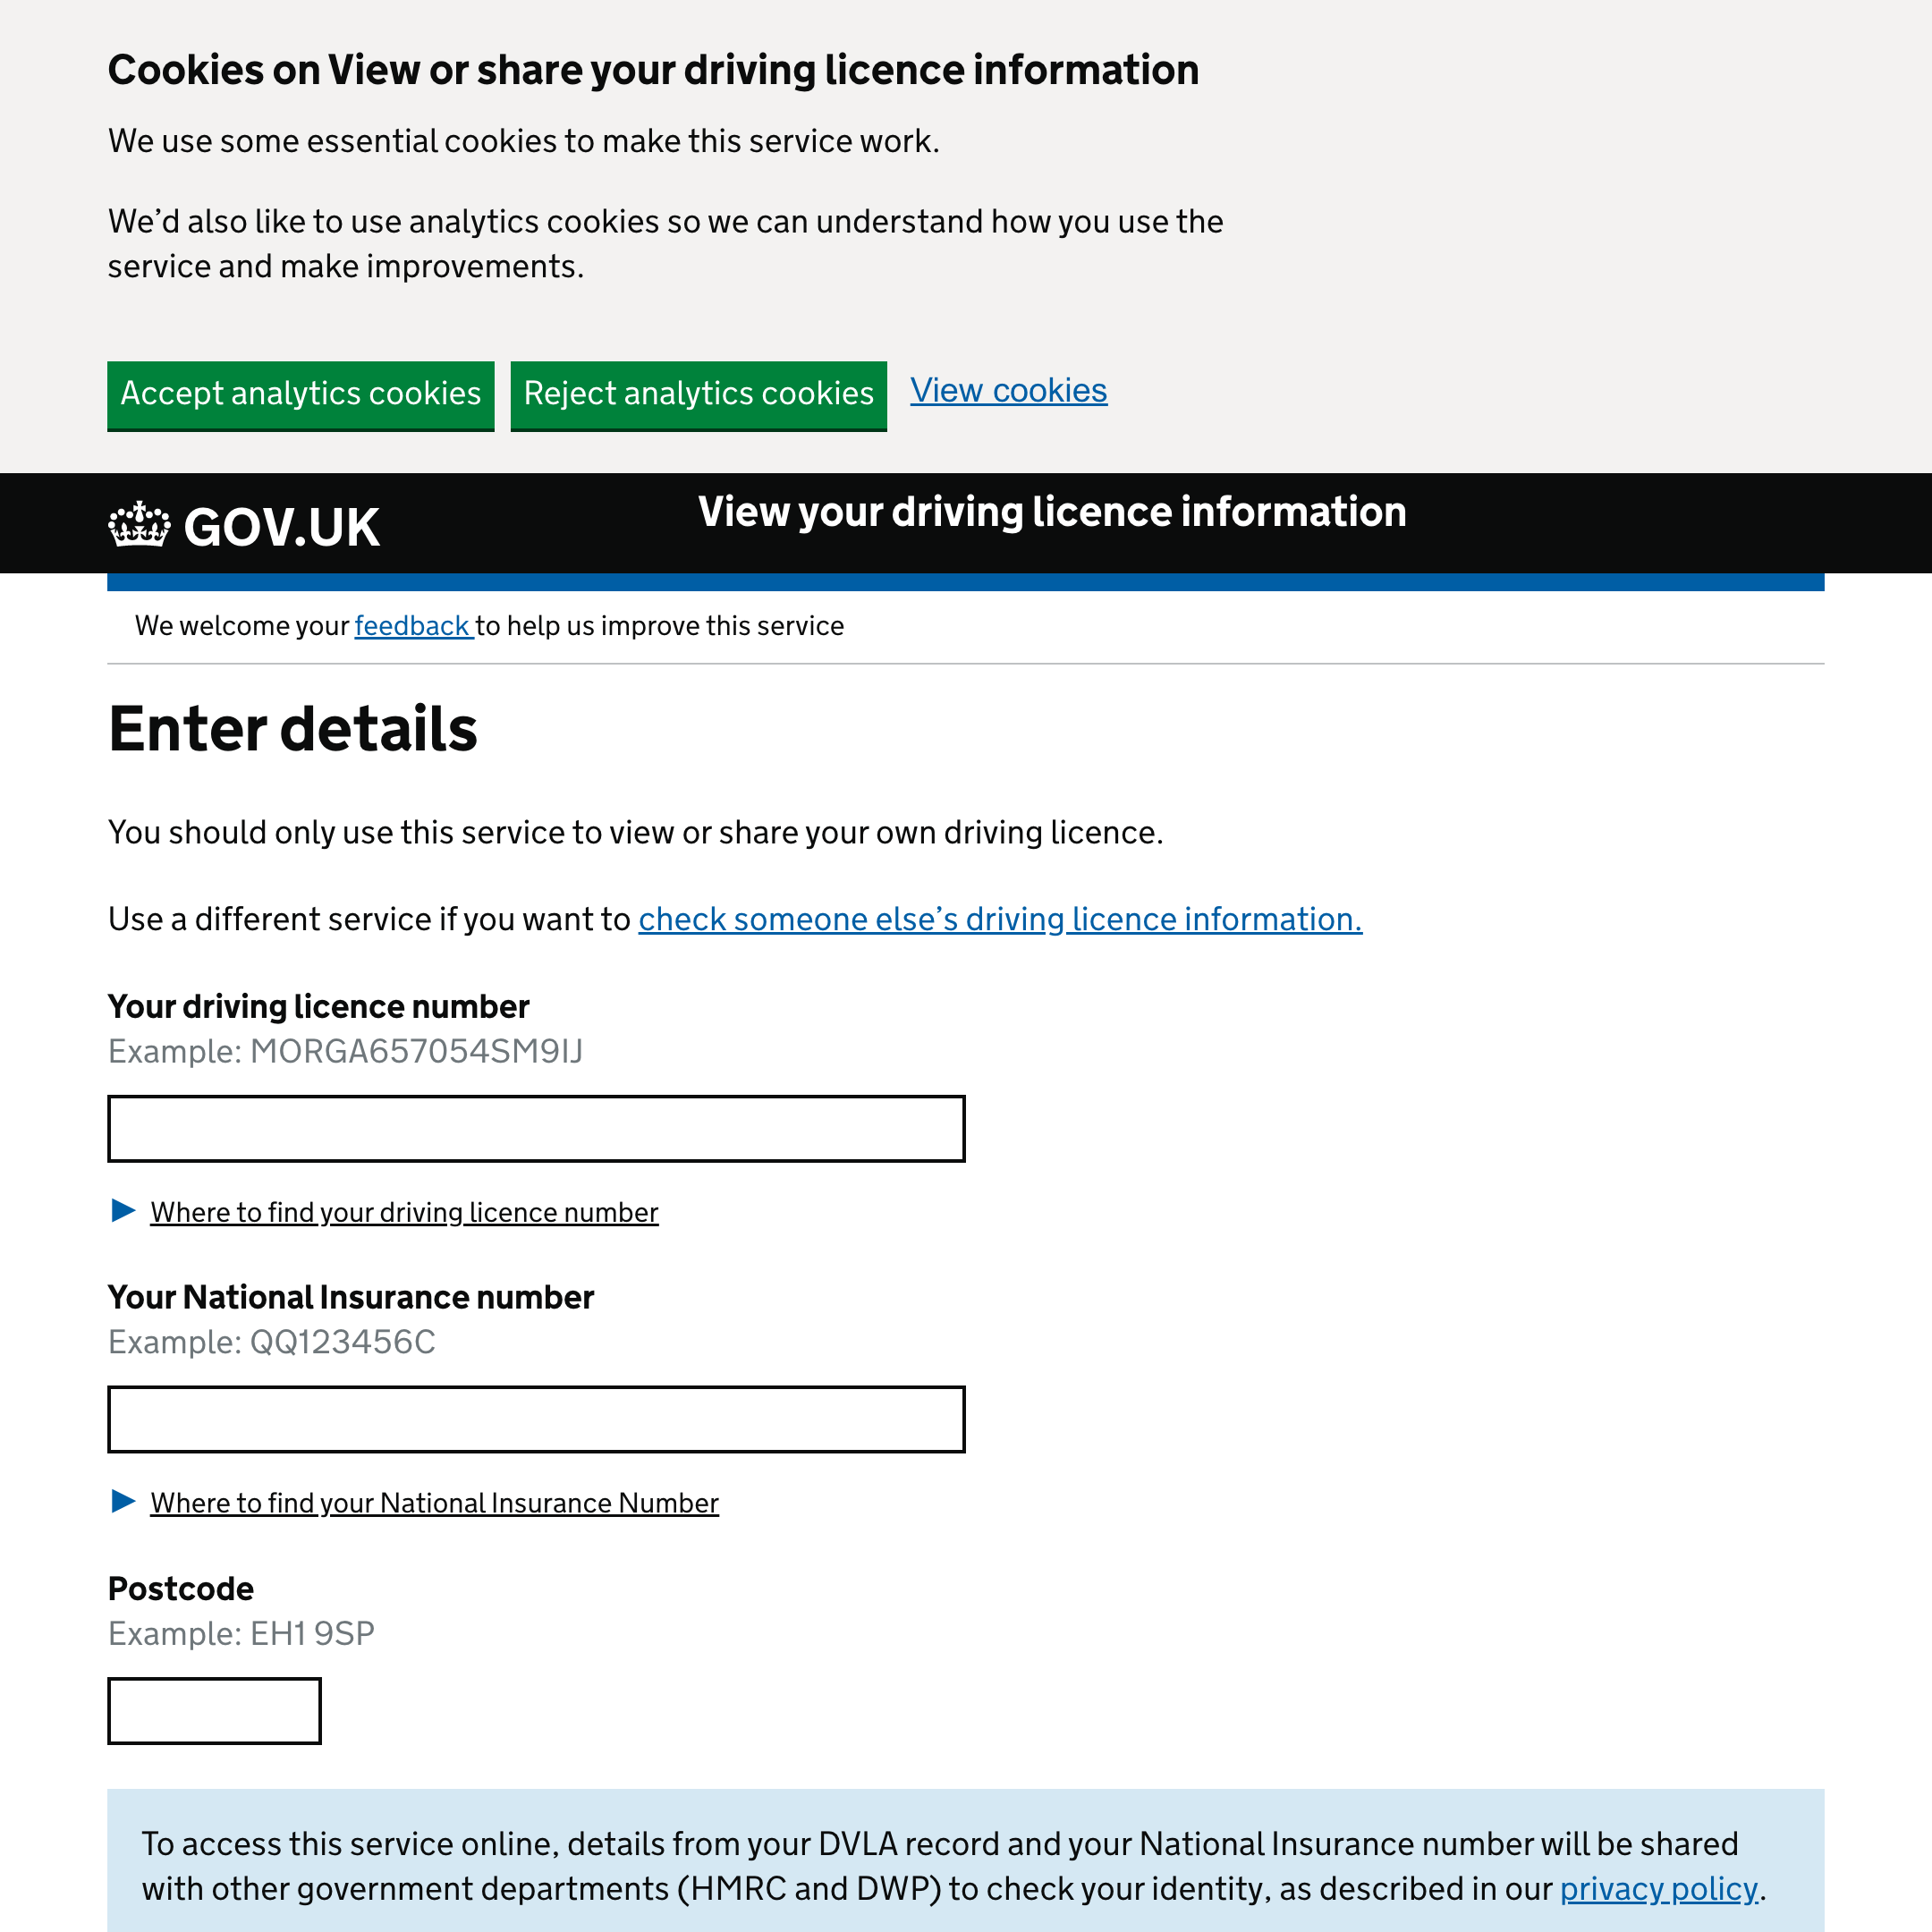 Cookies on View or share your driving licence information
We use some essential cookies to make this service work.
We’d also like to use analytics cookies so we can understand how you use the
service and make improvements.
Accept analytics cookies Reject analytics cookies View cookies
GOV.UK View your driving licence information
We welcome your feedback to help us improve this service
Enter details
You should only use this service to view or share your own driving licence.
Use a different service if you want to check someone else’s driving licence information.
Your driving licence number
Example: MORGA657054SM9IJ
Where to find your driving licence number
Your National Insurance number
Example: QQ123456C
Where to find your National Insurance Number
Postcode
Example: EH1 9SP
To access this service online, details from your DVLA record and your National Insurance number will be shared
with other government departments (HMRC and DWP) to check your identity, as described in our privacy policy.